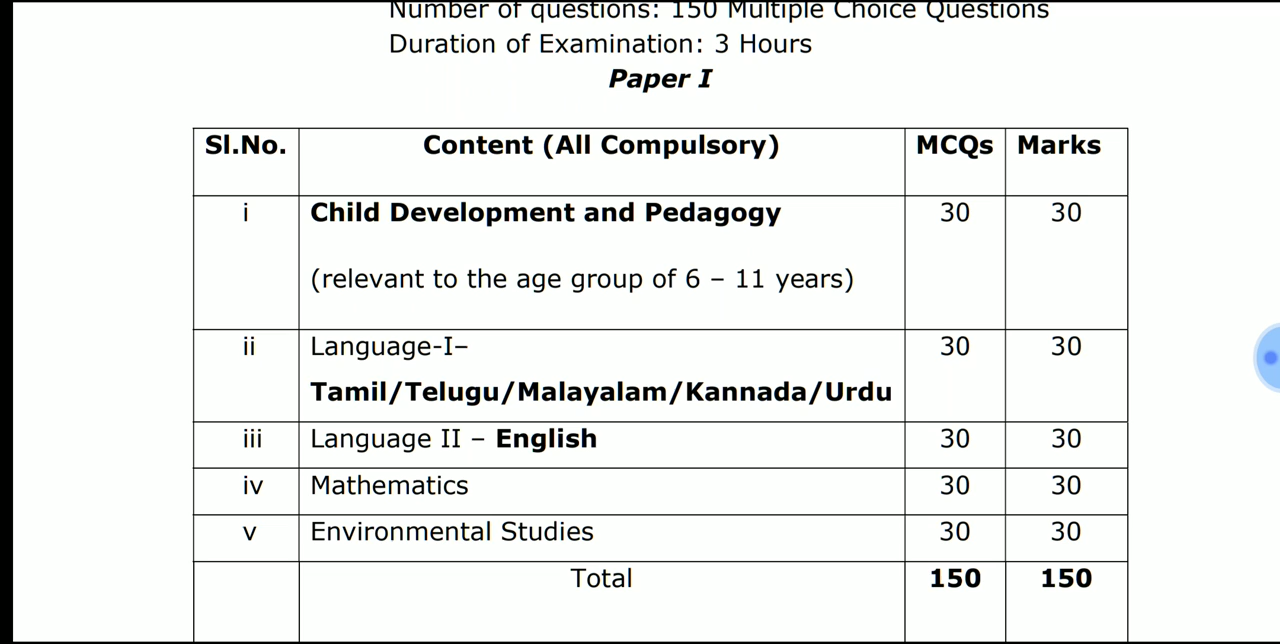 Number of questions: 150 Multiple Choice Questions
Duration of Examination: 3 Hours
Paper I
Sl.No. Content (All Compulsory) MCQs Marks
i Child Development and Pedagogy 30 30
(relevant to the age group of 6 – 11 years)
ii Language-I– 30 30
Tamil/Telugu/Malayalam/Kannada/Urdu
iii Language II – English 30 30
iv Mathematics 30 30
v Environmental Studies 30 30
Total 150 150